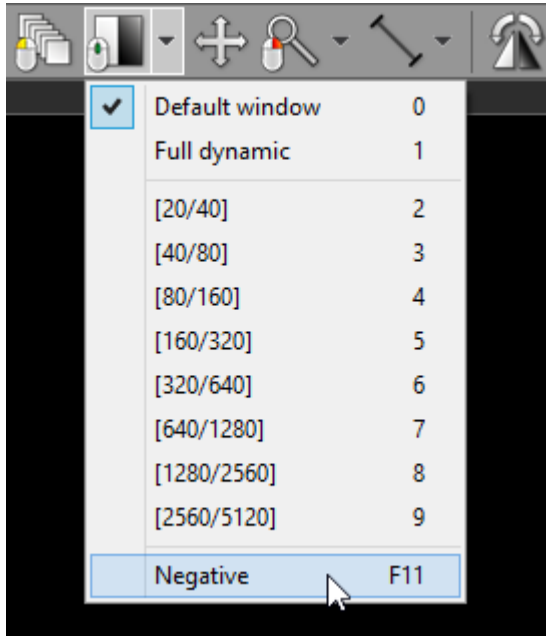 Default window 0
Full dynamic 1
[20/40] 2
[40/80] 3
[80/160] 4
[160/320] 5
[320/640] 6
[640/1280] 7
[1280/2560] 8
[2560/5120] 9
Negative F11